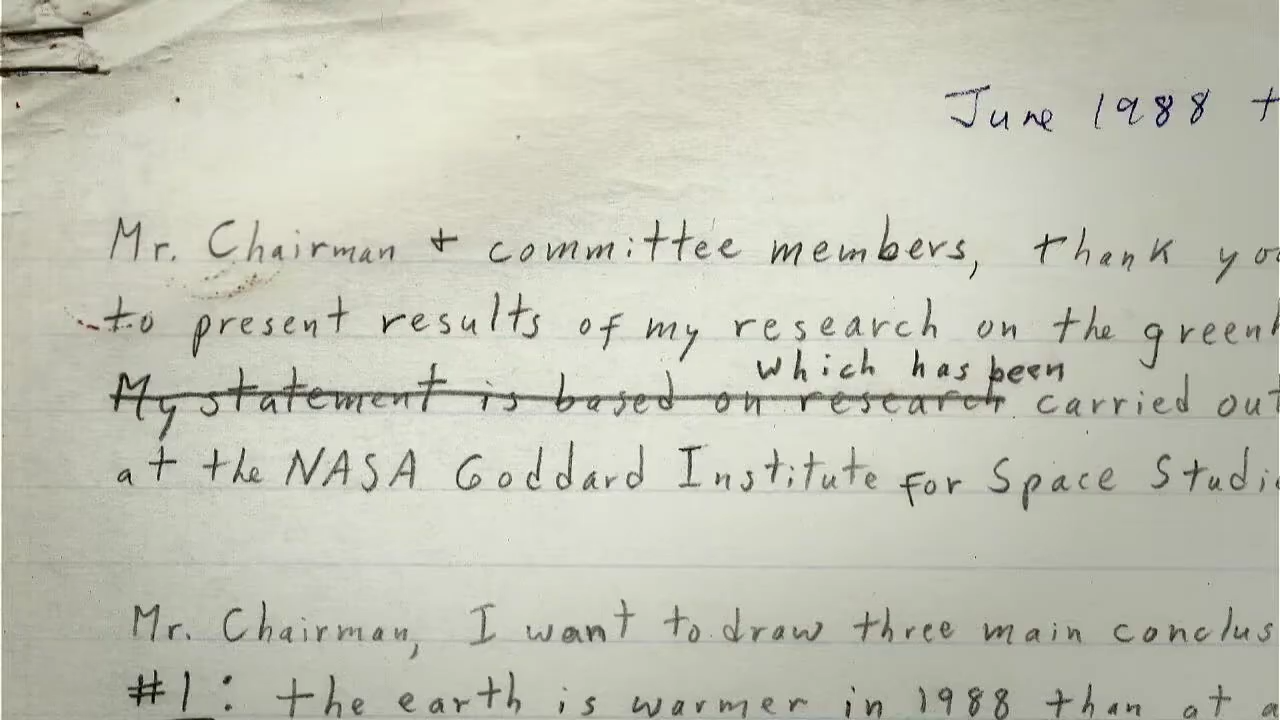 June 1988 t
Mr. Chairman + committee members, thank yo
to present results of my research on the green
which has been
My statement is based on research carried out
at the NASA Goddard Institute for Space Studi
Mr. Chairman, I want to draw three main conclus
#1: the earth is warmer in 1988 than at a